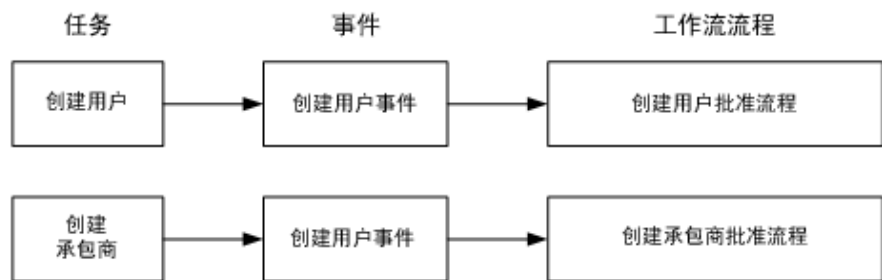 任务
事件
工作流流程
创建用户
创建用户事件
创建用户批准流程
创建
承包商
创建用户事件
创建承包商批准流程